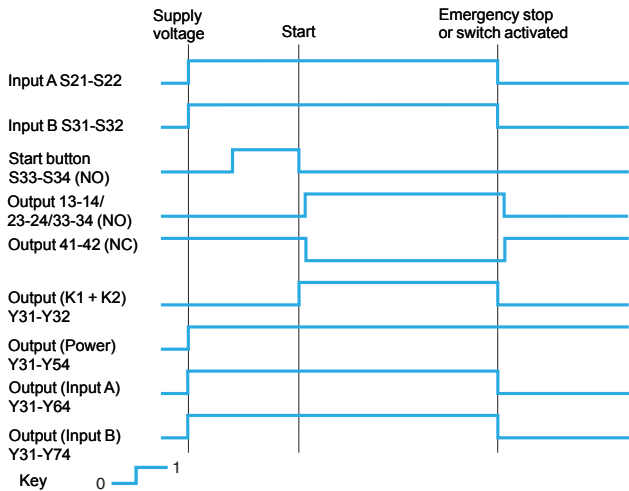 Supply
voltage
Start
Emergency stop
or switch activated
Input A S21-S22
Input B S31-S32
Start button
S33-S34 (NO)
Output 13-14/
23-24/33-34 (NO)
Output 41-42 (NC)
Output (K1 + K2)
Y31-Y32
Output (Power)
Y31-Y54
Output (Input A)
Y31-Y64
Output (Input B)
Y31-Y74
Key
0
1